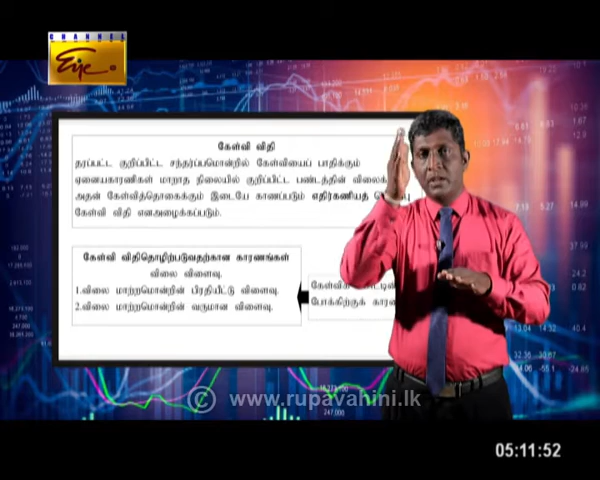 CHANNEL
Eye
கேள்வி விதி
தரப்பட்ட குறிப்பிட்ட சந்தர்ப்பமொன்றில் கேள்வியைப் பாதிக்கும்
ஏனையகாரணிகள் மாறாத நிலையில் குறிப்பிட்ட பண்டத்தின் விலைக்
அதன் கேள்வித்தொகைக்கும் இடையே காணப்படும் எதிர்கணியத்
கேள்வி விதி எனஅழைக்கப்படும்.
கேள்வி விதிதொழிற்படுவதற்கான காரணங்கள்
விலை விளைவு.
1.விலை மாற்றமொன்றின் பிரதியீட்டு விளைவு.
2.விலை மாற்றமொன்றின் வருமான விளைவு.
போக்கிற்குக்
© www.rupavahini.lk
05:11:52